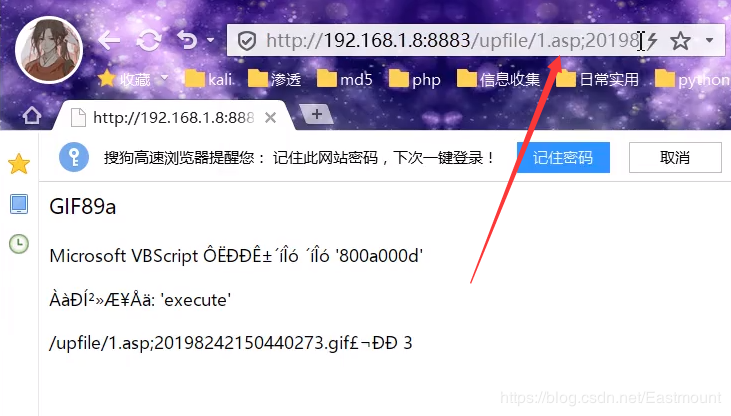 http://192.168.1.8:8883/upfile/1.asp;20198
收藏 kali 渗透 md5 php 信息收集 日常实用 python
http://192.168.1.8:888
搜狗高速浏览器提醒您： 记住此网站密码，下次一键登录！ 记住密码 取消
GIF89a
Microsoft VBScript ÔËÐÐÊ±´íÎó ´íÎó '800a000d'
ÀàÐÍ²»Æ¥Åä: 'execute'
/upfile/1.asp;20198242150440273.gif£¬ÐÐ 3
https://blog.csdn.net/Eastmount